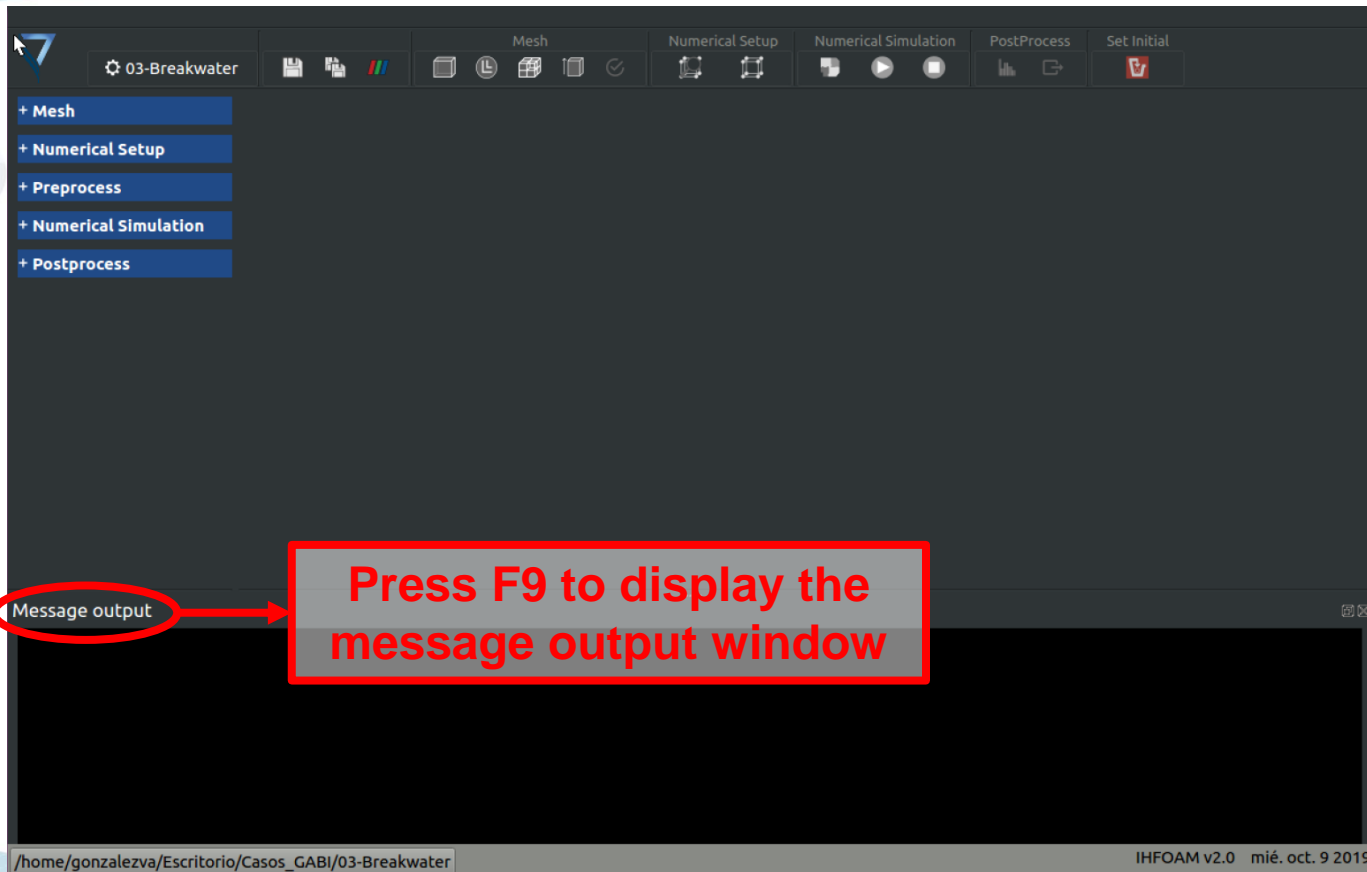 Mesh
Numerical Setup
Numerical Simulation
PostProcess
Set Initial
03-Breakwater
+ Mesh
+ Numerical Setup
+ Preprocess
+ Numerical Simulation
+ Postprocess
Message output
Press F9 to display the
message output window
/home/gonzalezva/Escritorio/Casos_GABI/03-Breakwater
IHFOAM v2.0 mié. oct. 9 2019